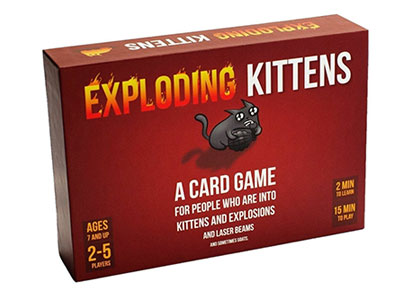 EXPLODING
KITTENS
EXPLODING KITTENS
A CARD GAME
FOR PEOPLE WHO ARE INTO
KITTENS AND EXPLOSIONS
AND LASER BEAMS
AND SOMETIMES GOATS.
AGES
7 AND UP
2-5
PLAYERS
2 MIN
TO LEARN
15 MIN
TO PLAY